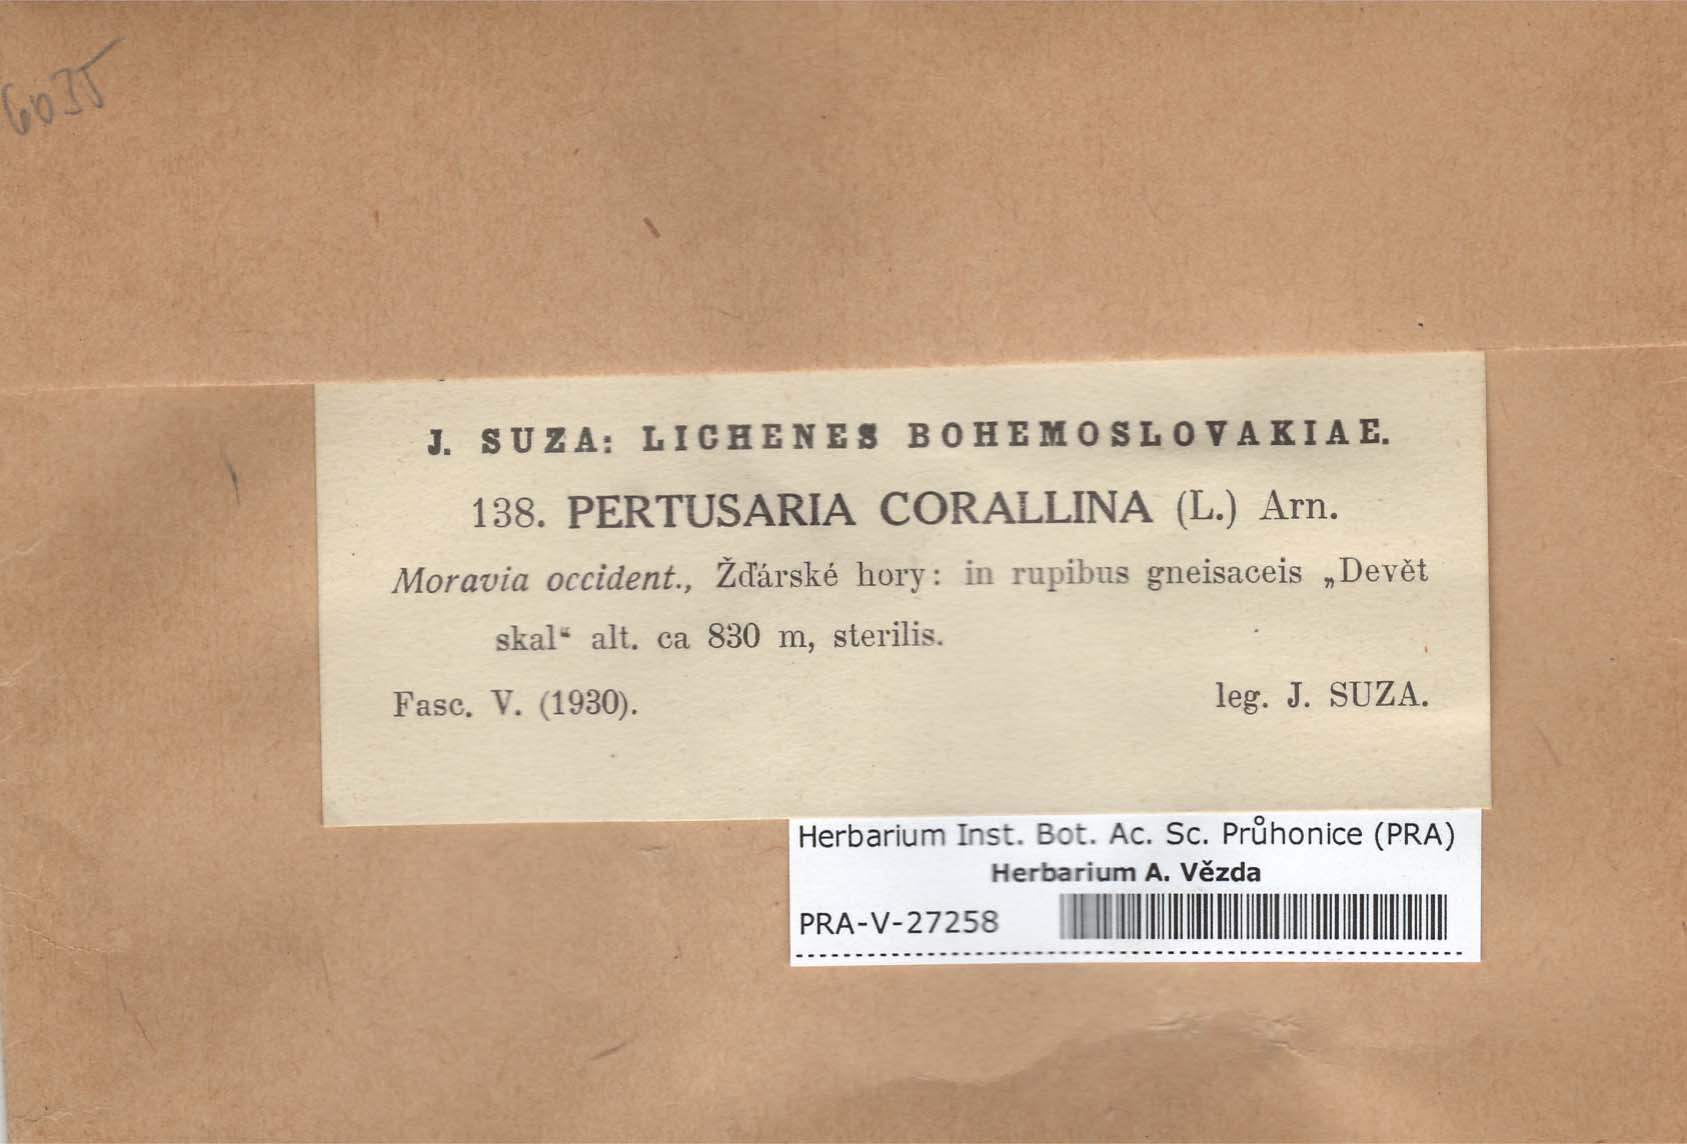 6035
J. SUZA: LICHENES BOHEMOSLOVAKIAE.
138. PERTUSARIA CORALLINA (L.) Arn.
Moravia occident., Žďárské hory: in rupibus gneisaceis „Devět
skal“ alt. ca 830 m, sterilis.
Fasc. V. (1930). leg. J. SUZA.
Herbarium Inst. Bot. Ac. Sc. Průhonice (PRA)
Herbarium A. Vězda
PRA-V-27258